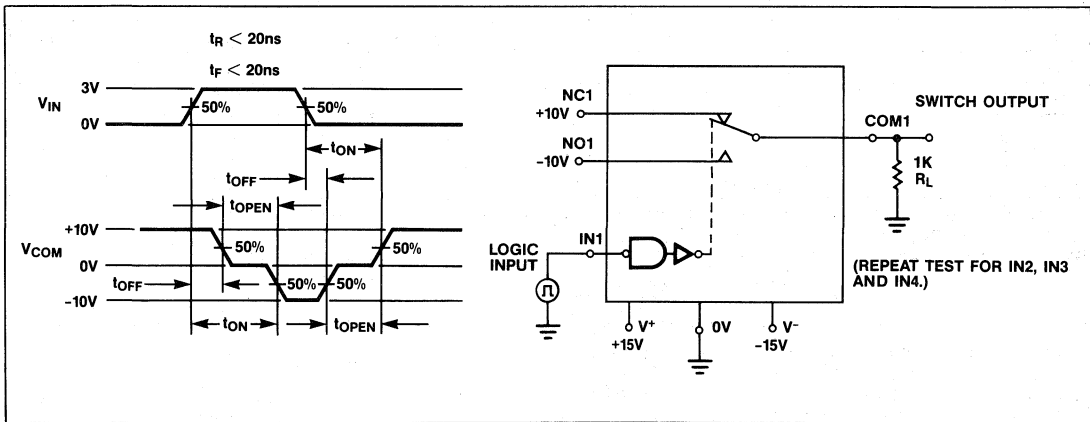 tR < 20ns
tF < 20ns
3V
VIN
50%
50%
0V
tON
tOFF
tOPEN
+10V
VCOM
50%
50%
0V
tOFF
50%
50%
-10V
tON
tOPEN
NC1
+10V
NO1
-10V
COM1
SWITCH OUTPUT
1K
RL
LOGIC
INPUT
IN1
(REPEAT TEST FOR IN2, IN3
AND IN4.)
V+
+15V
0V
V-
-15V